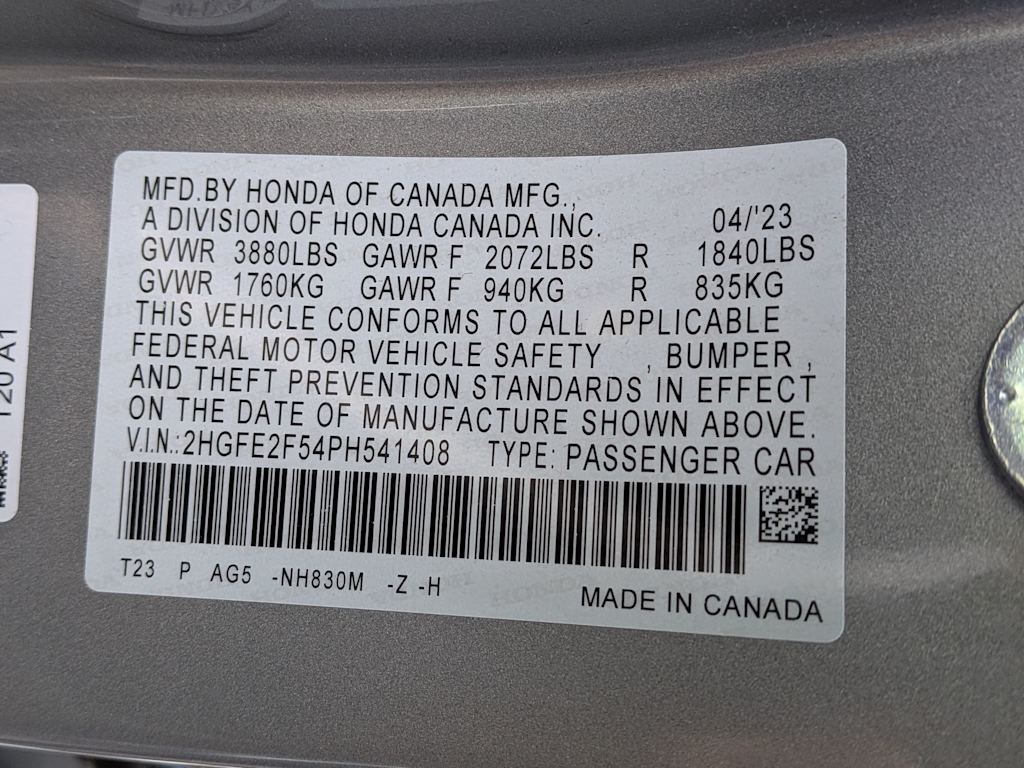 MFD.BY HONDA OF CANADA MFG.,
A DIVISION OF HONDA CANADA INC. 04/'23
GVWR 3880LBS GAWR F 2072LBS R 1840LBS
GVWR 1760KG GAWR F 940KG R 835KG
THIS VEHICLE CONFORMS TO ALL APPLICABLE
FEDERAL MOTOR VEHICLE SAFETY , BUMPER ,
AND THEFT PREVENTION STANDARDS IN EFFECT
ON THE DATE OF MANUFACTURE SHOWN ABOVE.
V.I.N.:2HGFE2F54PH541408 TYPE: PASSENGER CAR
T23 P AG5 -NH830M -Z -H
MADE IN CANADA
120 A1